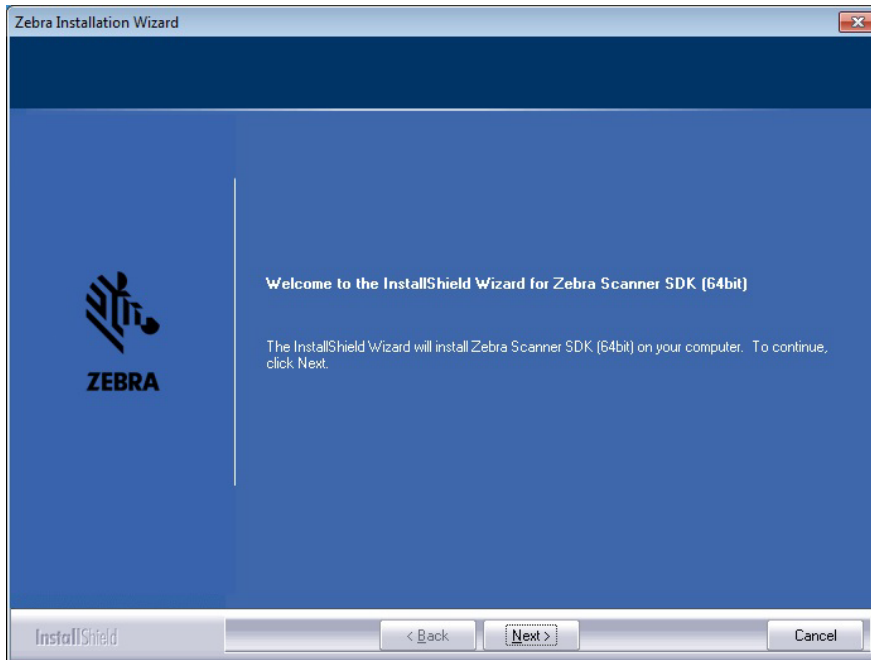 Zebra Installation Wizard
ZEBRA
Welcome to the InstallShield Wizard for Zebra Scanner SDK (64bit)
The InstallShield Wizard will install Zebra Scanner SDK (64bit) on your computer. To continue,
click Next.
InstallShield
< Back
Next >
Cancel